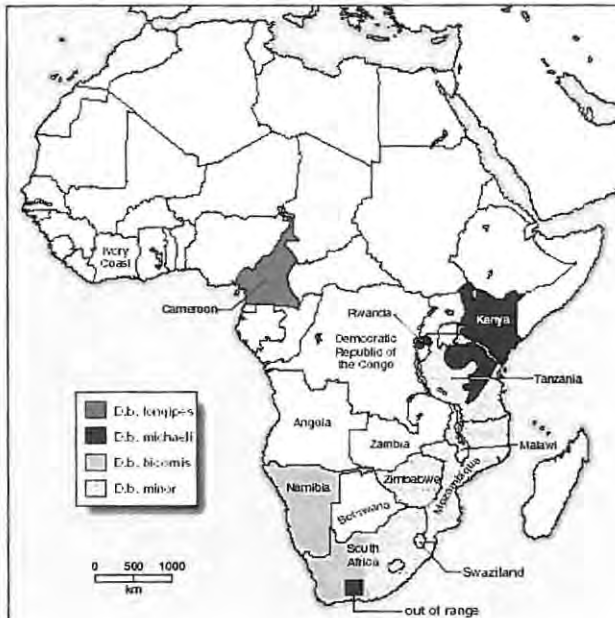 Ivory
Coast
Cameroon
Rwanda
Kenya
Democratic
Republic of
the Congo
Tanzania
D.b. longipes
D.b. michaeli
D.b. bicornis
D.b. minor
Angola
Zambia
Malawi
Mozambique
Zimbabwe
Namibia
Botswana
South
Africa
Swaziland
0 500 1000
km
out of range